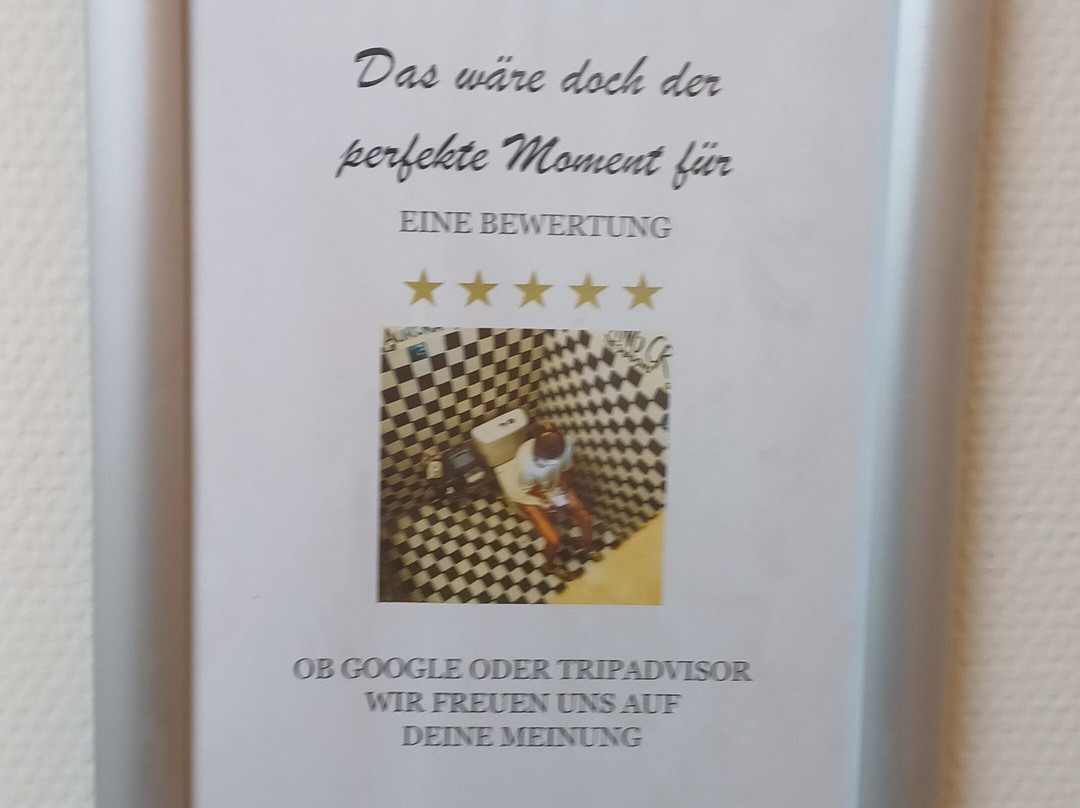 Das wäre doch der
perfekte Moment für
EINE BEWERTUNG
OB GOOGLE ODER TRIPADVISOR
WIR FREUEN UNS AUF
DEINE MEINUNG